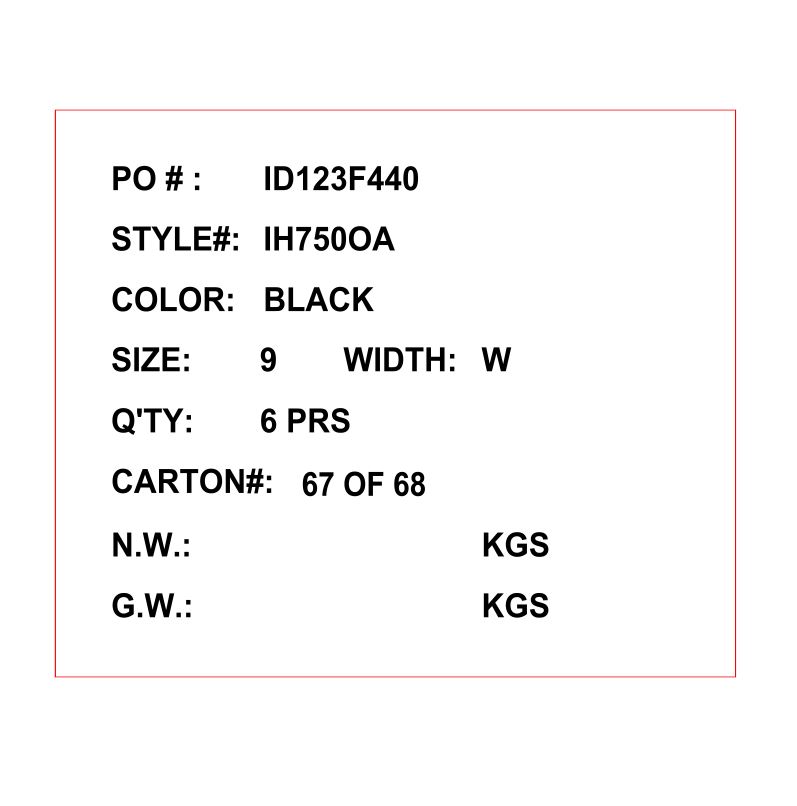 PO # : ID123F440
STYLE#: IH750OA
COLOR: BLACK
SIZE: 9 WIDTH: W
Q'TY: 6 PRS
CARTON#: 67 OF 68
N.W.: KGS
G.W.: KGS